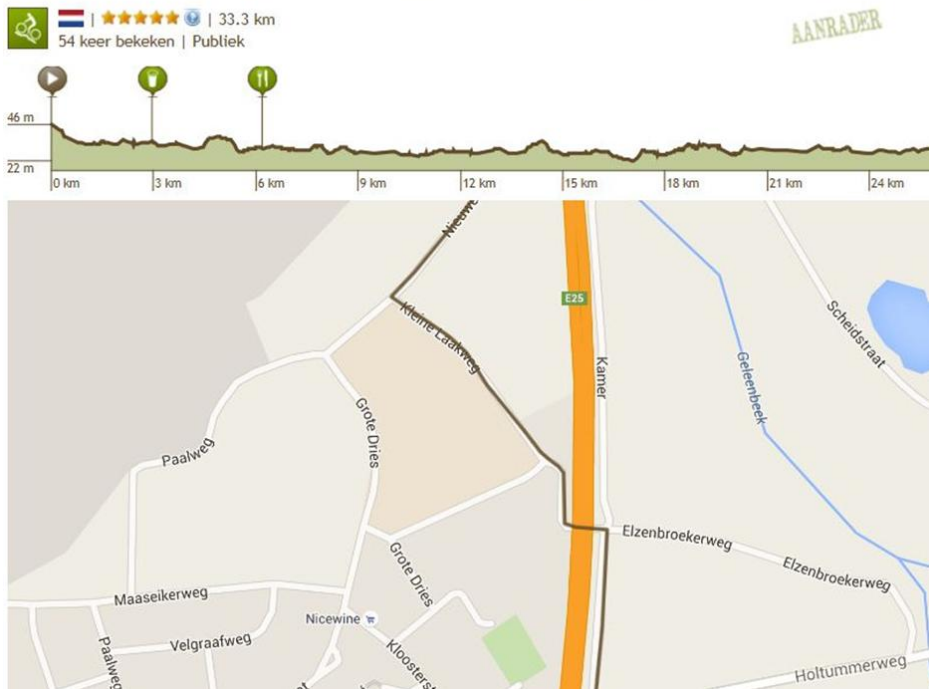 | | 33.3 km
54 keer bekeken | Publiek
AANRADER
46 m
22 m
0 km
3 km
6 km
9 km
12 km
15 km
18 km
21 km
24 km
E25
Kleine Laakweg
Kamer
Scheidstraat
Geleenbeek
Grote Dries
Paalweg
Elzenbroekerweg
Elzenbroekerweg
Grote Dries
Maaseikerweg
Nicewine
Velgraafweg
Paalweg
Holtummerweg